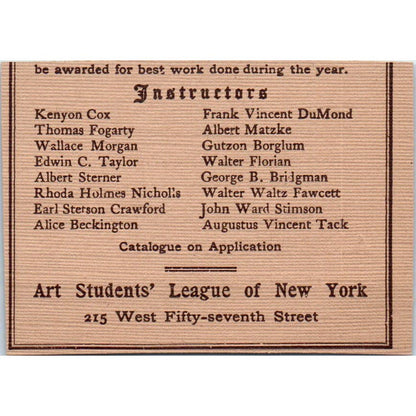 be awarded for best work done during the year.
Instructors
Kenyon Cox
Thomas Fogarty
Wallace Morgan
Edwin C. Taylor
Albert Sterner
Rhoda Holmes Nicholls
Earl Sterson Crawford
Alice Beckington
Frank Vincent DuMond
Albert Matzke
Gutzon Borglum
Walter Florian
George B. Bridgman
Walter Waltz Fawcett
John Ward Stimson
Augustus Vincent Tack
Catalogue on Application
Art Students' League of New York
215 West Fifty-seventh Street